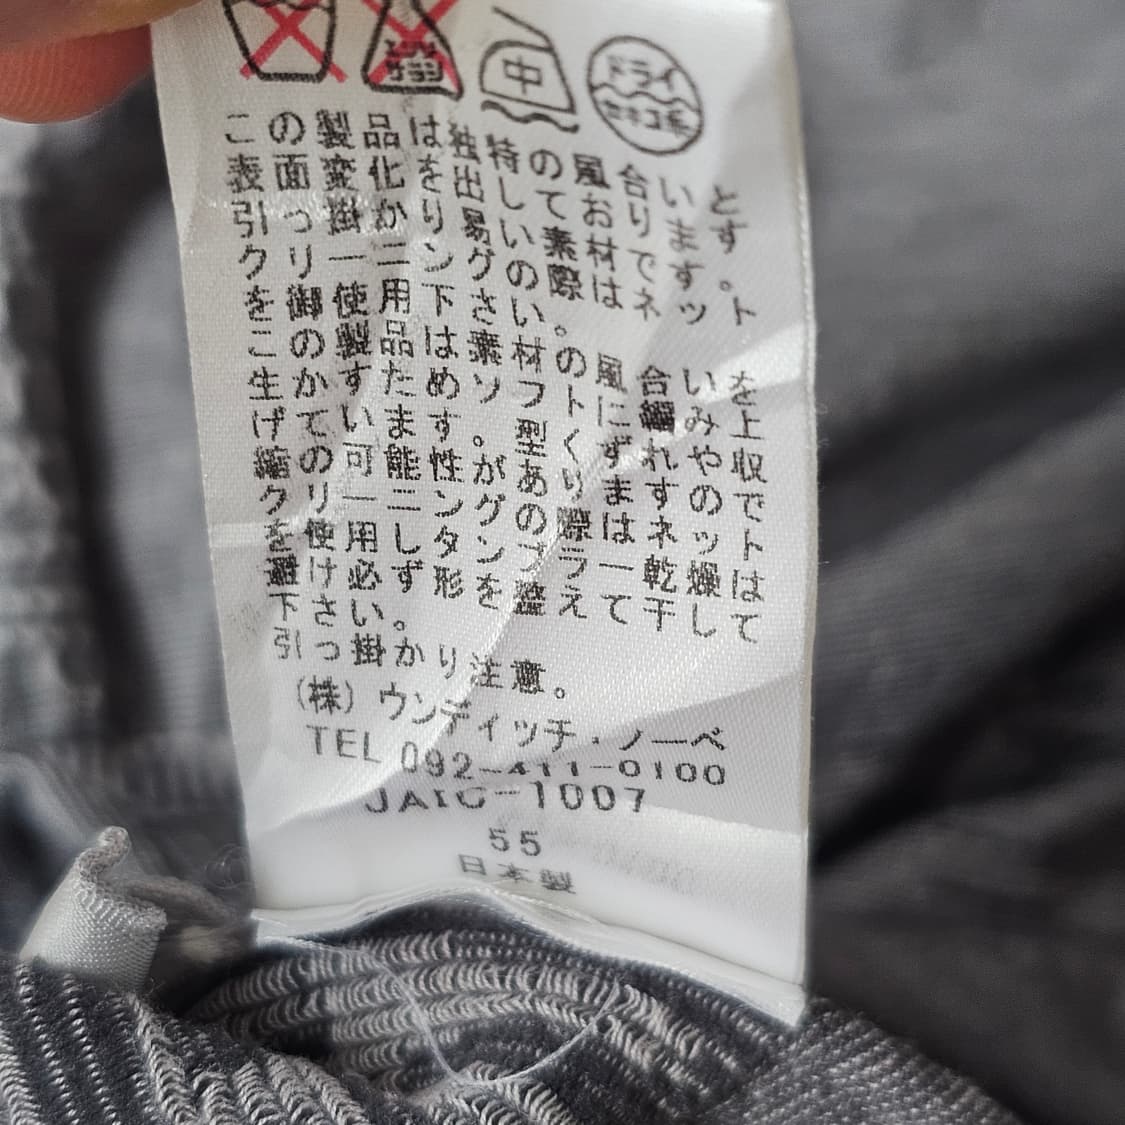 中
ドライ
セキユ系
この製品は独特の風合いと
表面変化を出しております。
引っ掛かり易い素材です。
クリーニングの際はネット
を御使用下さい。
この製品は素材の風合いを
生かすためソフトに編み上
げています。型くずれや収
縮の可能性がありますので
クリーニングの際はネット
を使用しタンブラー乾燥は
避け必ず形を整えて干して
下さい。
引っ掛かり注意。
(株)ウンディッチ・ノーベ
TEL 092-411-0100
55
日本製